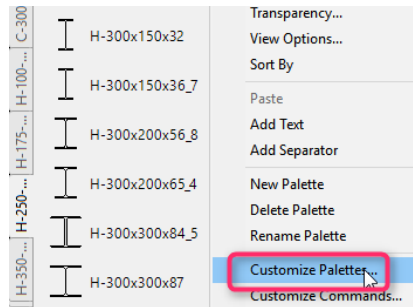 C-300
H-100-...
H-175-...
H-250-...
H-350-...
H-300x150x32
H-300x150x36_7
H-300x200x56_8
H-300x200x65_4
H-300x300x84_5
H-300x300x87
Transparency...
View Options...
Sort By
Paste
Add Text
Add Separator
New Palette
Delete Palette
Rename Palette
Customize Palettes...
Customize Commands...